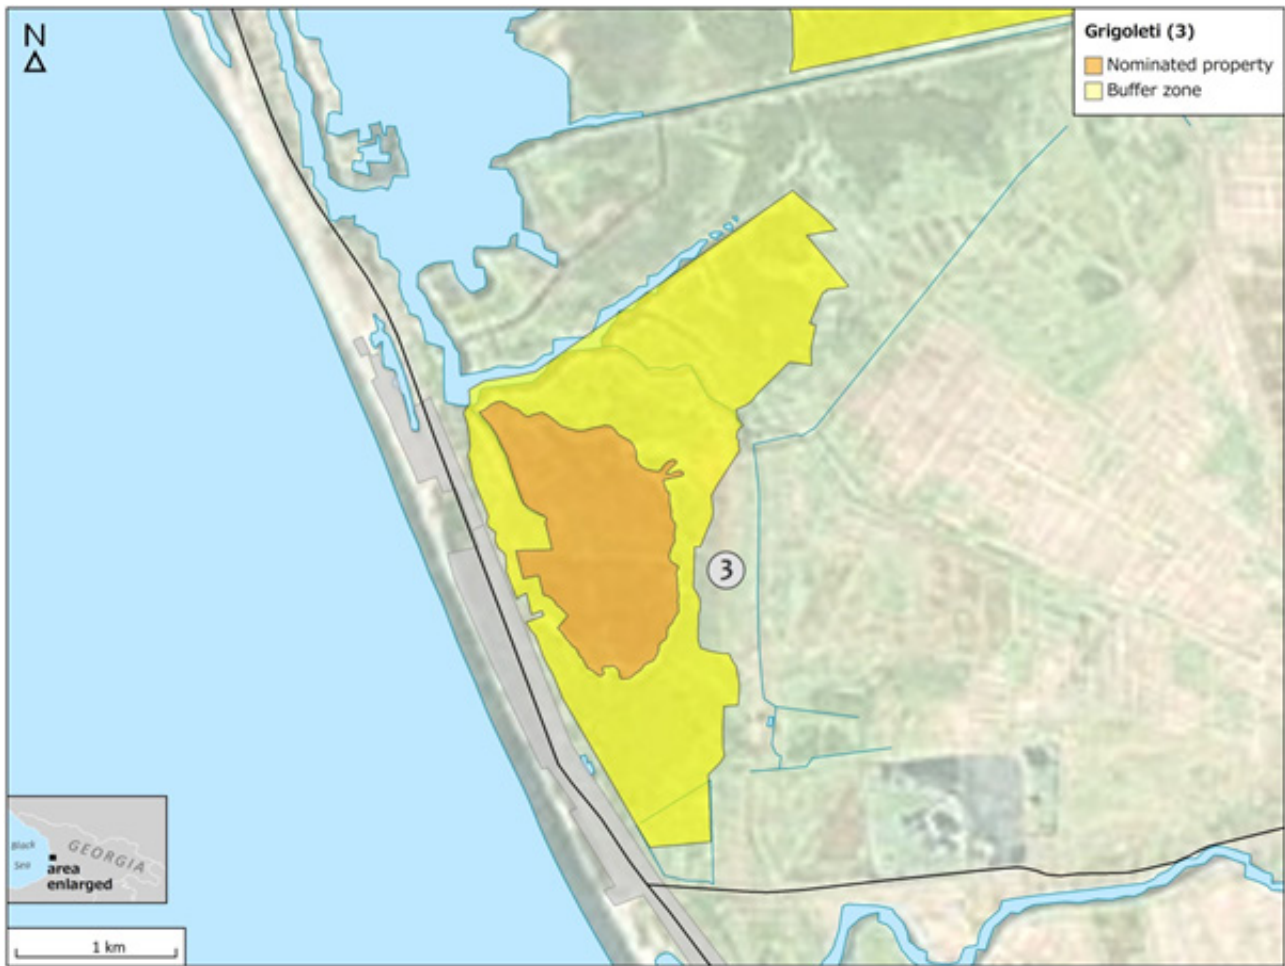 N
Grigoleti (3)
Nominated property
Buffer zone
3
Black
Sea
GEORGIA
area
enlarged
1 km